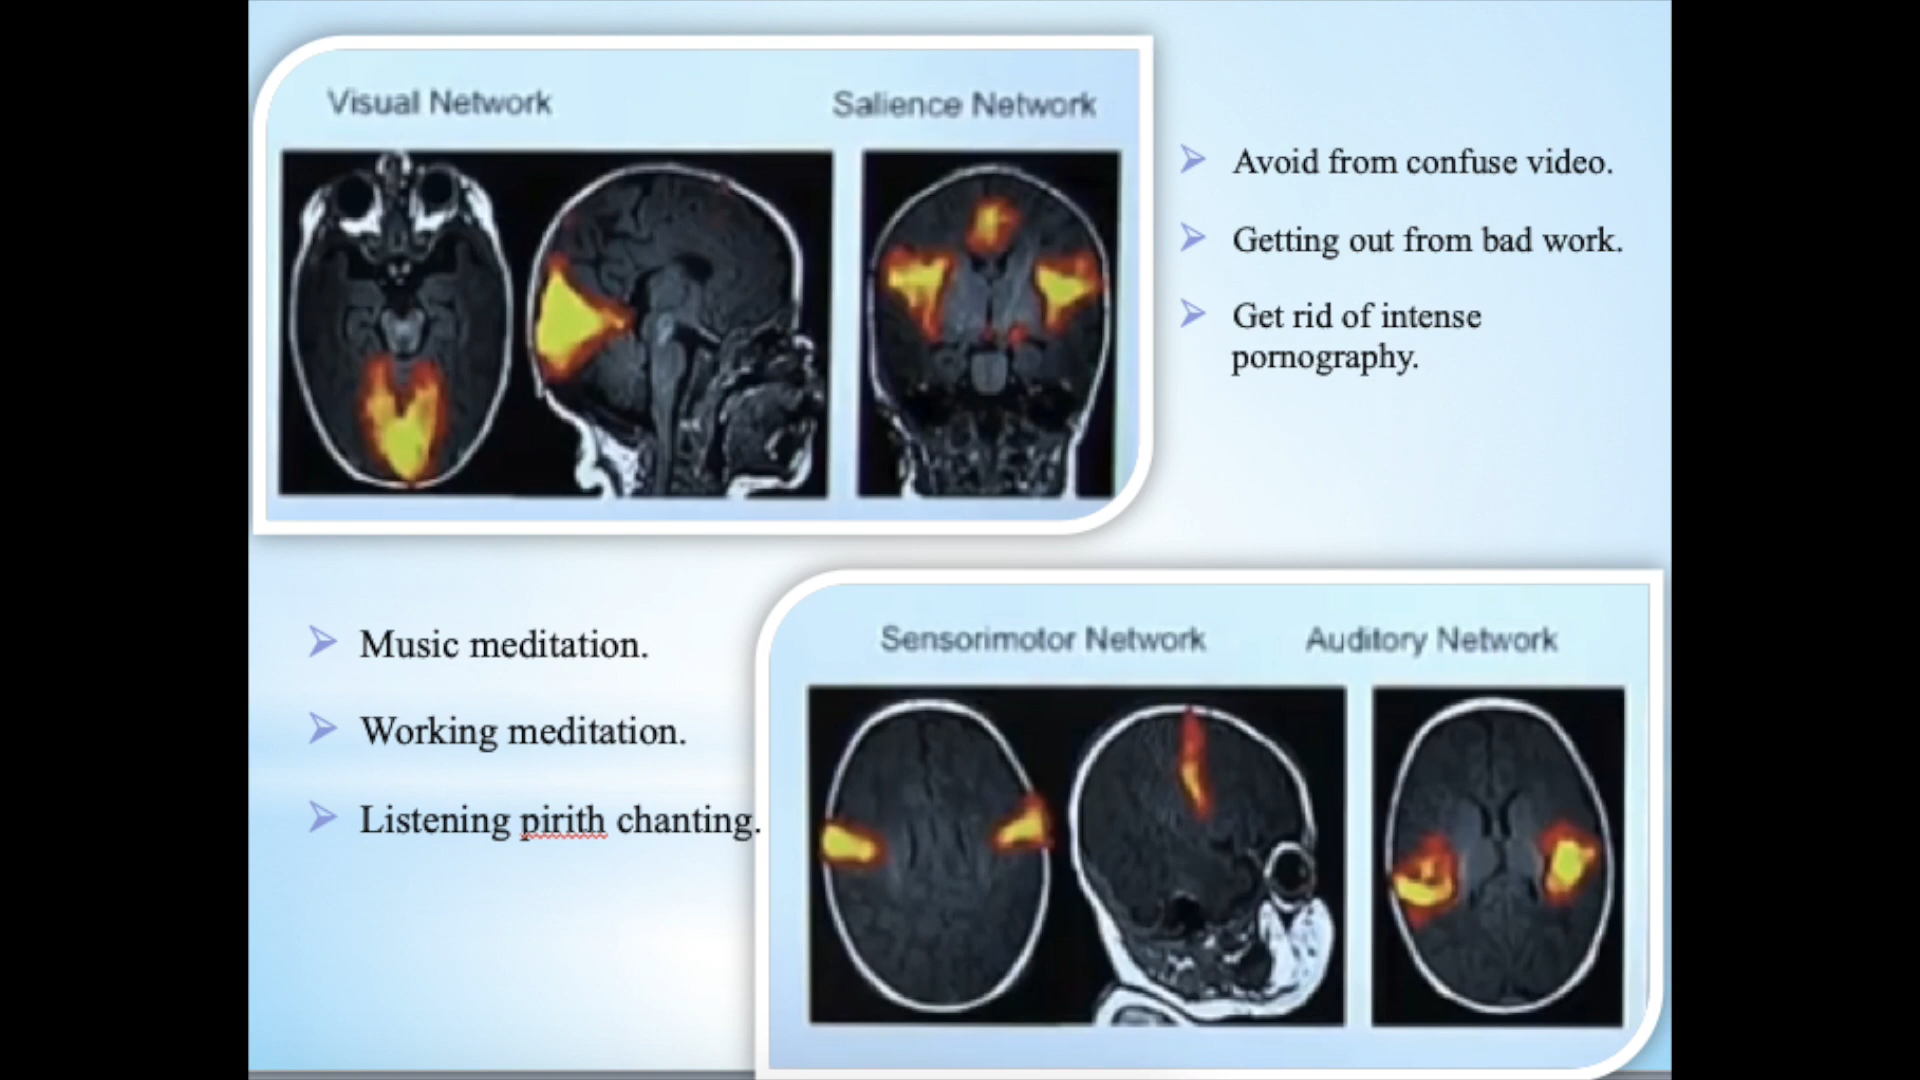 Visual Network
Salience Network
Avoid from confuse video.
Getting out from bad work.
Get rid of intense
pornography.
Music meditation.
Working meditation.
Listening pirith chanting.
Sensorimotor Network
Auditory Network